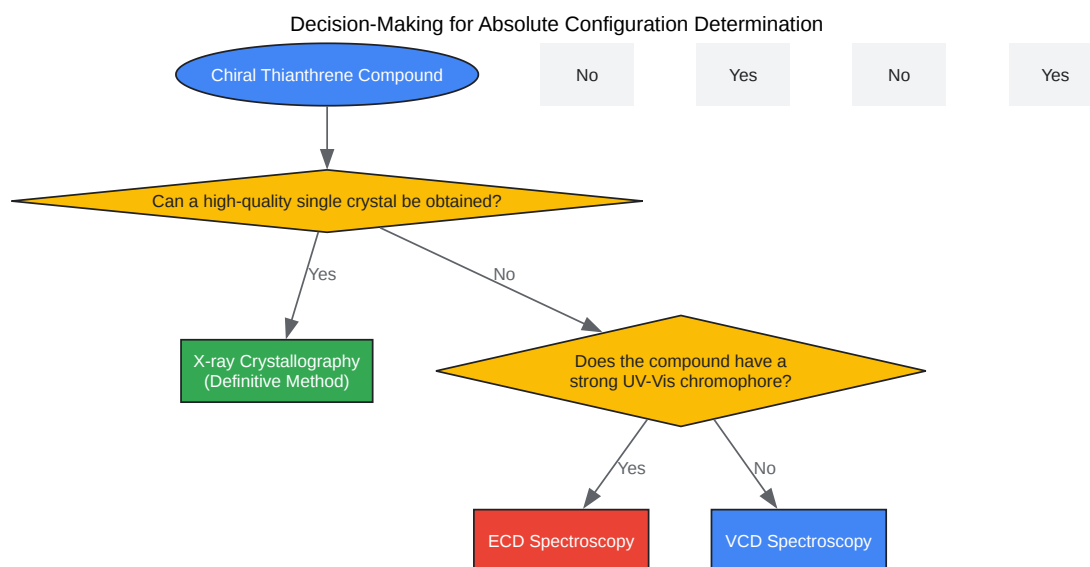 Decision-Making for Absolute Configuration Determination
Chiral Thianthrene Compound
No
Yes
No
Yes
Can a high-quality single crystal be obtained?
Yes
No
X-ray Crystallography
(Definitive Method)
Does the compound have a
strong UV-Vis chromophore?
Yes
No
ECD Spectroscopy
VCD Spectroscopy